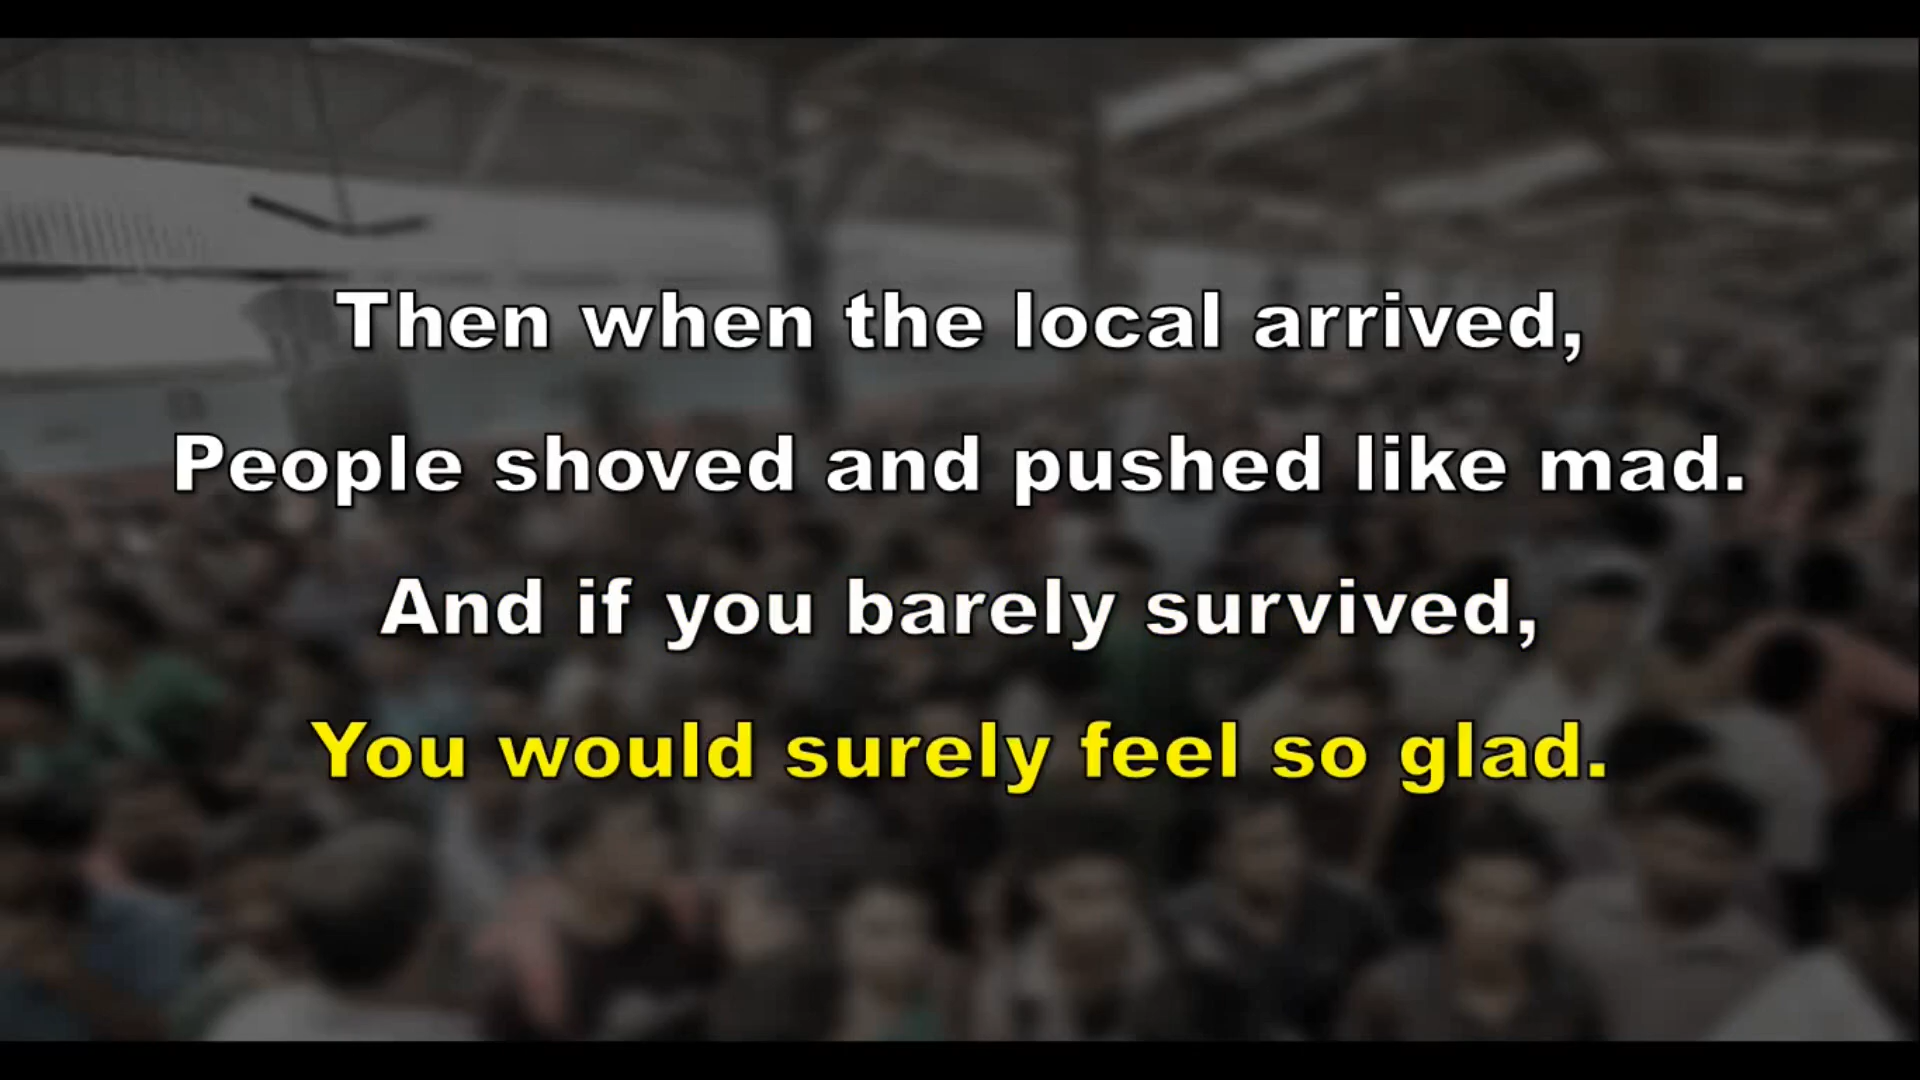 Then when the local arrived,
People shoved and pushed like mad.
And if you barely survived,
You would surely feel so glad.